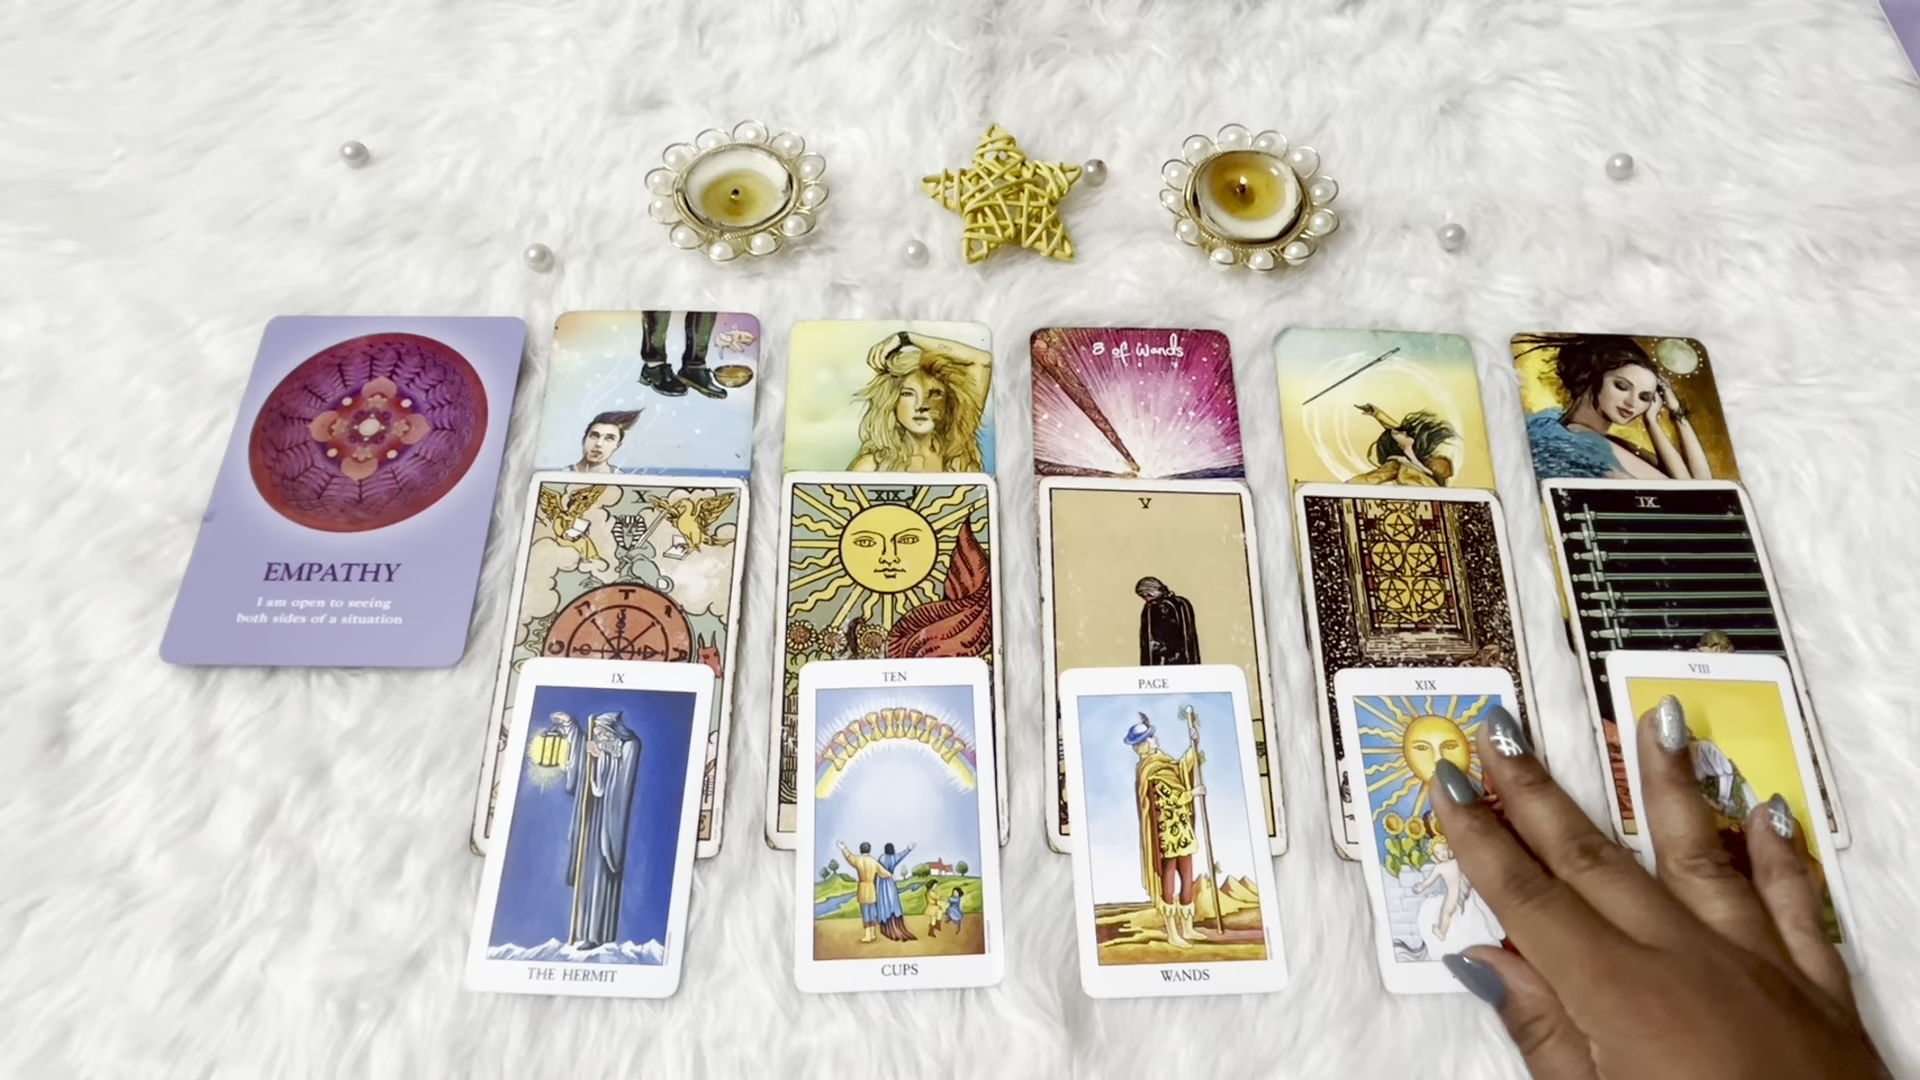 8 of Wands
EMPATHY
I am open to seeing
both sides of a situation
X
XIX
V
IX
IX
THE HERMIT
TEN
CUPS
PAGE
WANDS
XIX
VIII